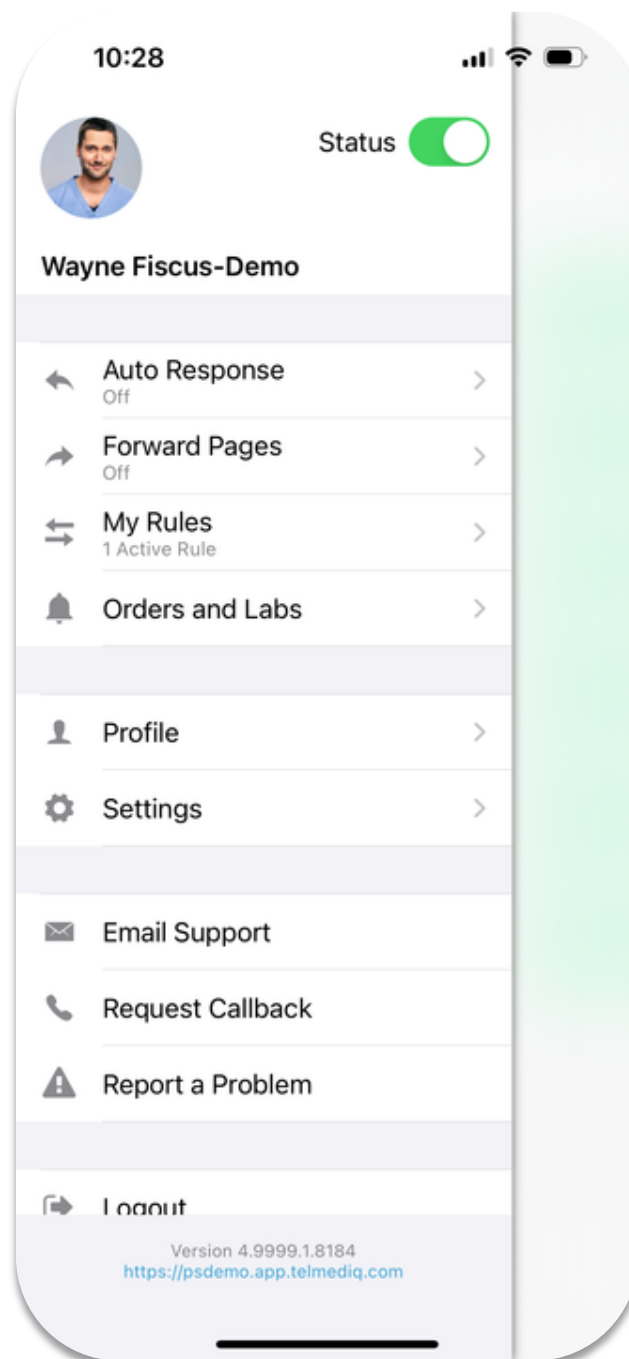 10:28
Status
Wayne Fiscus-Demo
Auto Response
Off
Forward Pages
Off
My Rules
1 Active Rule
Orders and Labs
Profile
Settings
Email Support
Request Callback
Report a Problem
Logout
Version 4.9999.1.8184
https://psdemo.app.telmediq.com